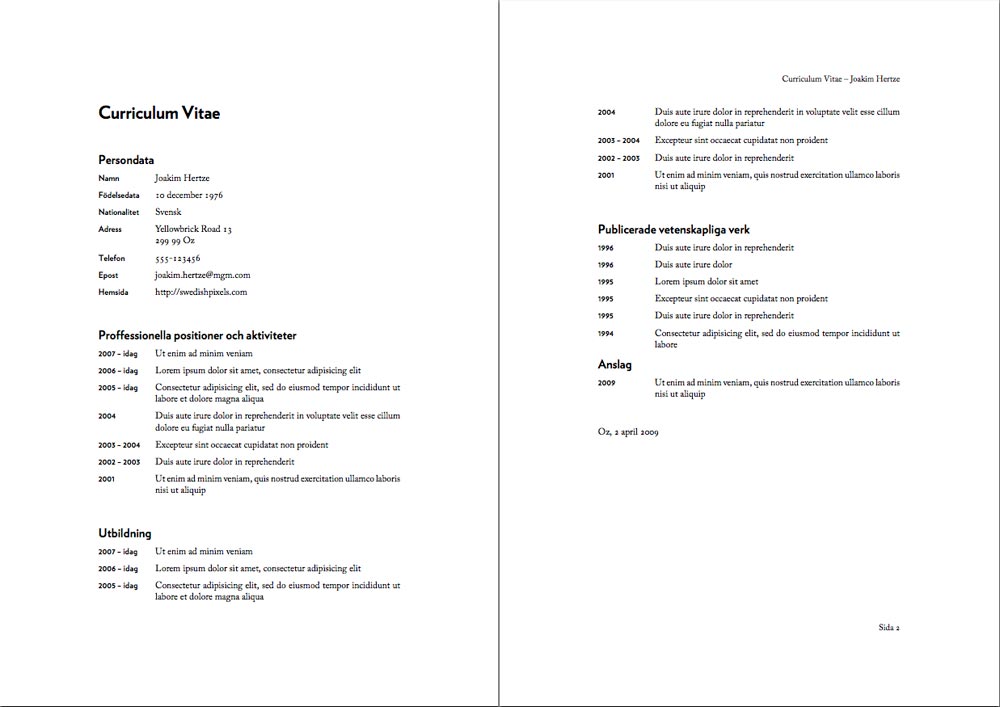 Curriculum Vitae
Persondata
Namn Joakim Hertze
Födelsedata 10 december 1976
Nationalitet Svensk
Adress Yellowbrick Road 13
299 99 Oz
Telefon 555-123456
Epost joakim.hertze@mgm.com
Hemsida http://swedishpixels.com
Proffessionella positioner och aktiviteter
2007 – idag Ut enim ad minim veniam
2006 – idag Lorem ipsum dolor sit amet, consectetur adipisicing elit
2005 – idag Consectetur adipisicing elit, sed do eiusmod tempor incididunt ut
labore et dolore magna aliqua
2004 Duis aute irure dolor in reprehenderit in voluptate velit esse cillum
dolore eu fugiat nulla pariatur
2003 – 2004 Excepteur sint occaecat cupidatat non proident
2002 – 2003 Duis aute irure dolor in reprehenderit
2001 Ut enim ad minim veniam, quis nostrud exercitation ullamco laboris
nisi ut aliquip
Utbildning
2007 – idag Ut enim ad minim veniam
2006 – idag Lorem ipsum dolor sit amet, consectetur adipisicing elit
2005 – idag Consectetur adipisicing elit, sed do eiusmod tempor incididunt ut
labore et dolore magna aliqua
Curriculum Vitae – Joakim Hertze
2004 Duis aute irure dolor in reprehenderit in voluptate velit esse cillum
dolore eu fugiat nulla pariatur
2003 – 2004 Excepteur sint occaecat cupidatat non proident
2002 – 2003 Duis aute irure dolor in reprehenderit
2001 Ut enim ad minim veniam, quis nostrud exercitation ullamco laboris
nisi ut aliquip
Publicerade vetenskapliga verk
1996 Duis aute irure dolor in reprehenderit
1996 Duis aute irure dolor
1995 Lorem ipsum dolor sit amet
1995 Excepteur sint occaecat cupidatat non proident
1995 Duis aute irure dolor in reprehenderit
1994 Consectetur adipisicing elit, sed do eiusmod tempor incididunt ut
labore
Anslag
2009 Ut enim ad minim veniam, quis nostrud exercitation ullamco laboris
nisi ut aliquip
Oz, 2 april 2009
Sida 2